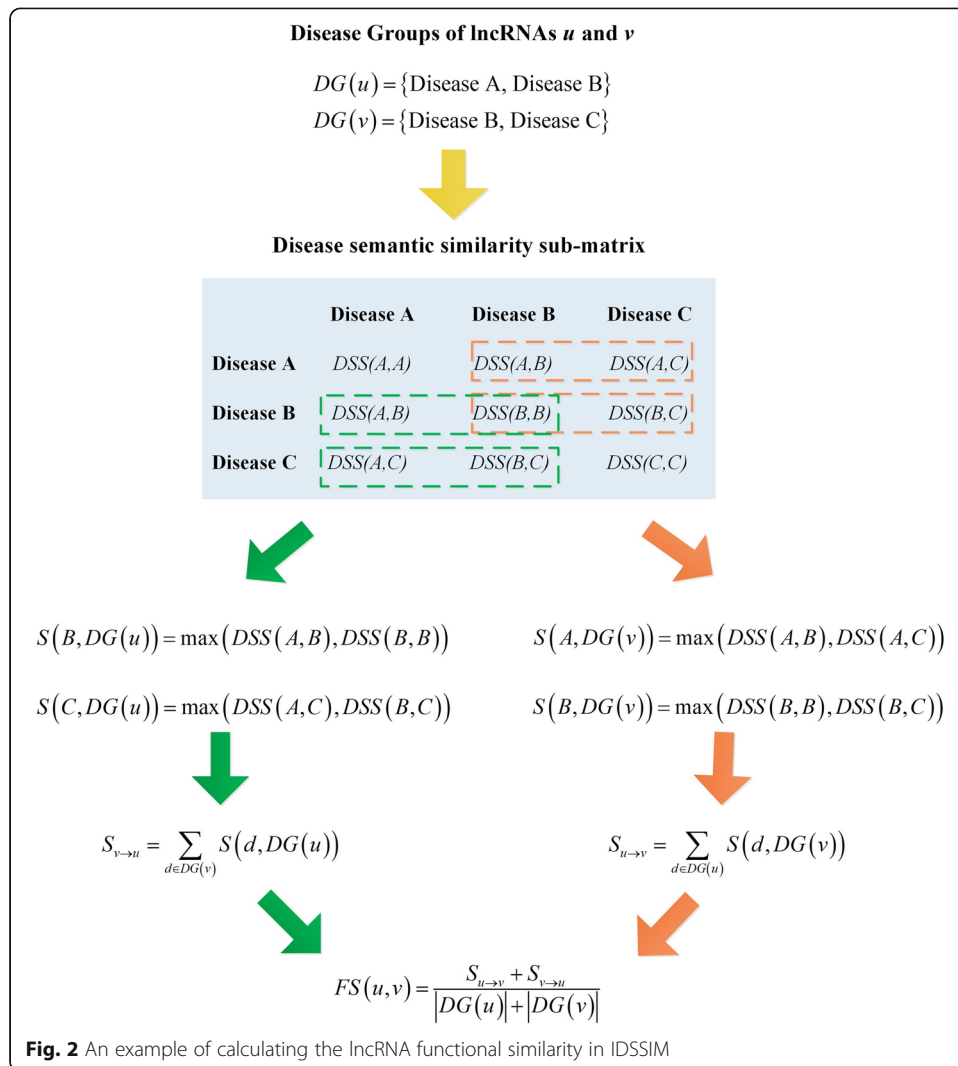 Disease Groups of lncRNAs u and v
DG(u) = {Disease A, Disease B}
DG(v) = {Disease B, Disease C}
Disease semantic similarity sub-matrix
Disease A Disease B Disease C
Disease A DSS(A,A) DSS(A,B) DSS(A,C)
Disease B DSS(A,B) DSS(B,B) DSS(B,C)
Disease C DSS(A,C) DSS(B,C) DSS(C,C)
S(B,DG(u)) = max(DSS(A,B),DSS(B,B)) S(A,DG(v)) = max(DSS(A,B),DSS(A,C))
S(C,DG(u)) = max(DSS(A,C),DSS(B,C)) S(B,DG(v)) = max(DSS(B,B),DSS(B,C))
S_{v→u} = ∑_{d∈DG(v)} S(d,DG(u)) S_{u→v} = ∑_{d∈DG(u)} S(d,DG(v))
FS(u,v) = \frac{S_{u→v} + S_{v→u}}{|DG(u)| + |DG(v)|}
Fig. 2 An example of calculating the lncRNA functional similarity in IDSSIM